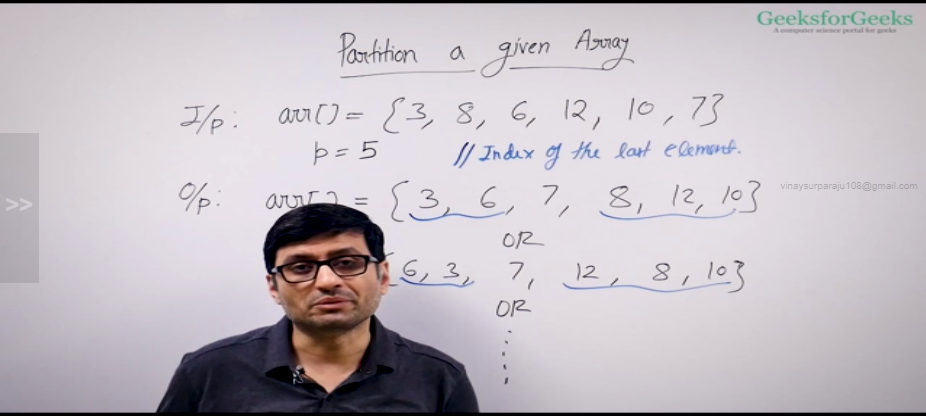 GeeksforGeeks
A computer science portal for geeks
Partition a given Array
I/p: arr[] = {3, 8, 6, 12, 10, 7}
p = 5 // Index of the last element.
vinaysurparaju108@gmail.com
>>
O/p: arr[] = {3, 6, 7, 8, 12, 10}
OR
6, 3, 7, 12, 8, 10}
OR